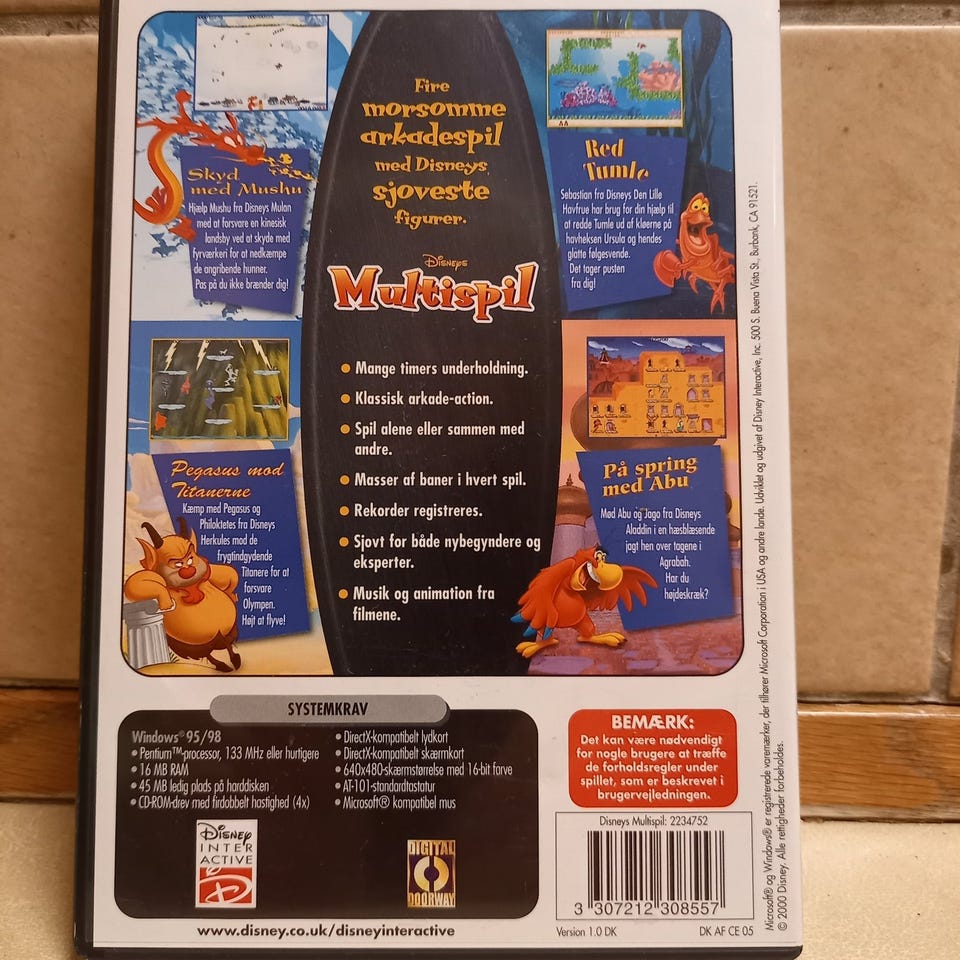 Fire
morsomme
arkadespil
med Disneys
sjoveste
figurer.
Disneys
Multispil
Mange timers underholdning.
Klassisk arkade-action.
Spil alene eller sammen med
andre.
Masser af baner i hvert spil.
Rekorder registreres.
Sjovt for både nybegyndere og
eksperter.
Musik og animation fra
filmene.
Skyd
med Mushu
Hjælp Mushu fra Disneys Mulan
med at forsvare en kinesisk
landsby ved at skyde med
fyrværkeri for at nedkæmpe
de angribende hunner.
Pas på du ikke brænder dig!
Red
Tumle
Sebastian fra Disneys Den Lille
Havfrue har brug for din hjælp til
at redde Tumle ud af kløerne på
havheksen Ursula og hendes
glatte følgesvende.
Det tager pusten
fra dig!
Pegasus mod
Titanerne
Kæmp med Pegasus og
Philoktetes fra Disneys
Herkules mod de
frygtindgydende
Titanere for at
forsvare
Olympen.
Højt at flyve!
På spring
med Abu
Mød Abu og Jago fra Disneys
Aladdin i en hæsblæsende
jagt hen over tagene i
Agrabah.
Har du
højdeskræk?
SYSTEMKRAV
Windows® 95/98
• Pentium™-processor, 133 MHz eller hurtigere
• 16 MB RAM
• 45 MB ledig plads på harddisken
• CD-ROM-drev med firdobbelt hastighed (4x)
• DirectX-kompatibelt lydkort
• DirectX-kompatibelt skærmkort
• 640x480-skærmstørrelse med 16-bit farve
• AT-101-standardtastatur
• Microsoft® kompatibel mus
DISNEY
INTER
ACTIVE
DIGITAL
DOORWAY
www.disney.co.uk/disneyinteractive
BEMÆRK:
Det kan være nødvendigt
for nogle brugere at træffe
de forholdsregler under
spillet, som er beskrevet i
brugervejledningen.
Disneys Multispil: 2234752
3 307212 308557
Version 1.0 DK
DK AF CE 05
Microsoft® og Windows® er registrerede varemærker, der tilhører Microsoft Corporation i USA og andre lande. Udviklet og udgivet af Disney Interactive, Inc. 500 S. Buena Vista St., Burbank, CA 91521.
© 2000 Disney. Alle rettigheder forbeholdes.